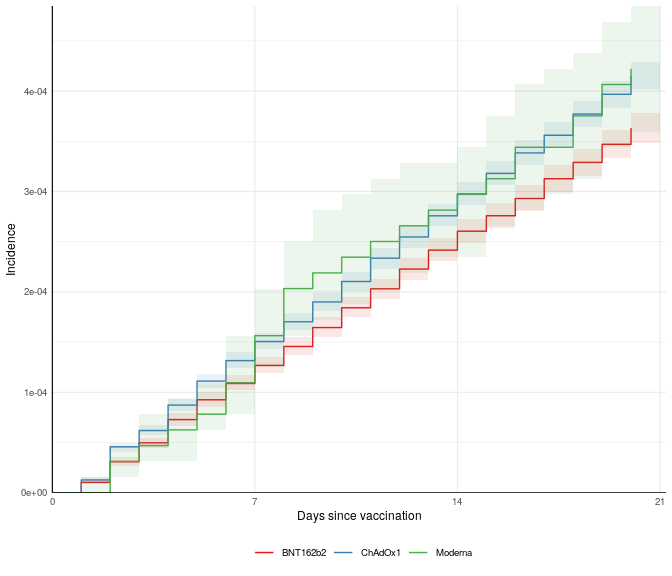 Incidence
4e-04
3e-04
2e-04
1e-04
0e+00
0 7 14 21
Days since vaccination
BNT162b2 ChAdOx1 Moderna